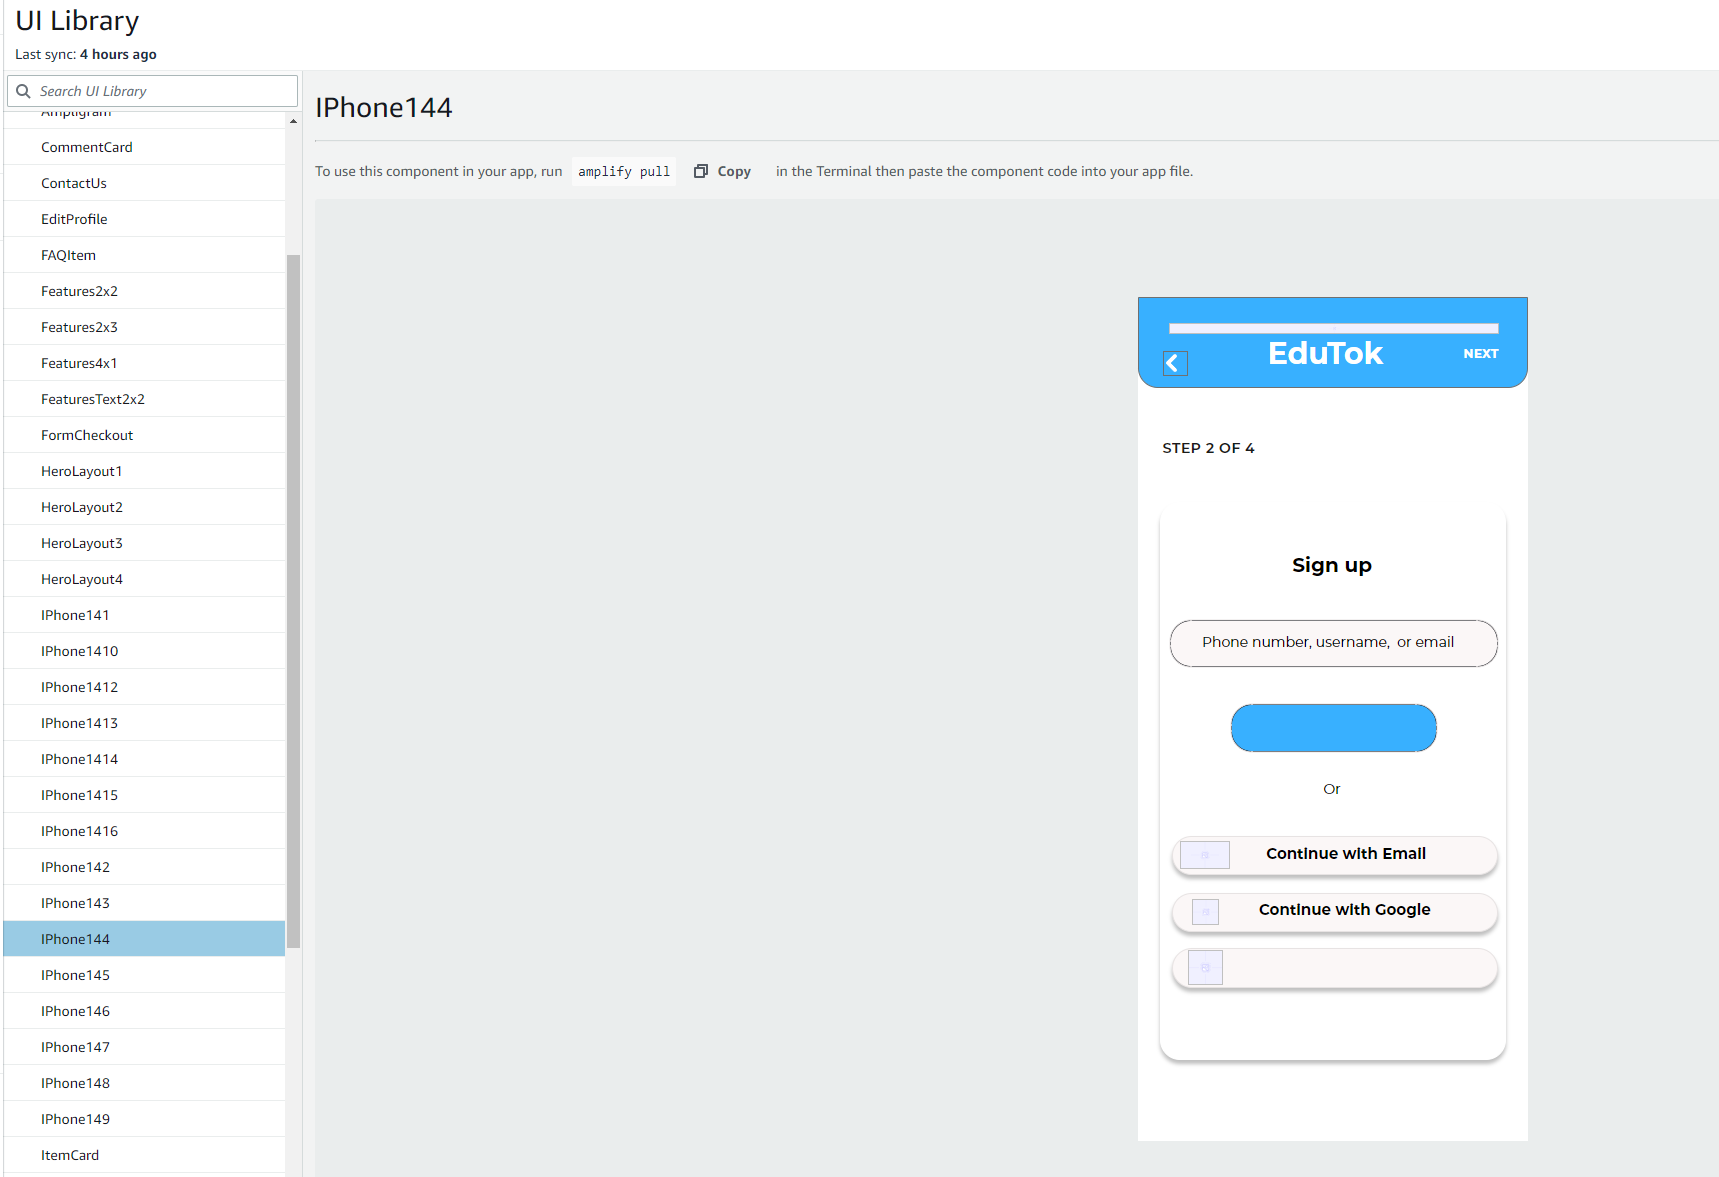 UI Library
Last sync: 4 hours ago
Search UI Library
Ampligram
CommentCard
ContactUs
EditProfile
FAQItem
Features2x2
Features2x3
Features4x1
FeaturesText2x2
FormCheckout
HeroLayout1
HeroLayout2
HeroLayout3
HeroLayout4
IPhone141
IPhone1410
IPhone1412
IPhone1413
IPhone1414
IPhone1415
IPhone1416
IPhone142
IPhone143
IPhone144
IPhone145
IPhone146
IPhone147
IPhone148
IPhone149
ItemCard
IPhone144
To use this component in your app, run amplify pull Copy in the Terminal then paste the component code into your app file.
EduTok
NEXT
STEP 2 OF 4
Sign up
Phone number, username, or email
Or
Continue with Email
Continue with Google